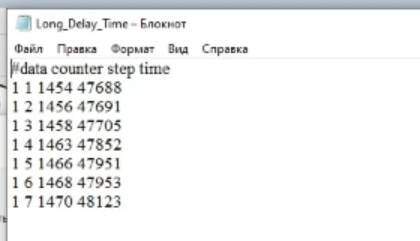 Long_Delay_Time – Блокнот
Файл Правка Формат Вид Справка
#data counter step time
1 1 1454 47688
1 2 1456 47691
1 3 1458 47705
1 4 1463 47852
1 5 1466 47951
1 6 1468 47953
1 7 1470 48123